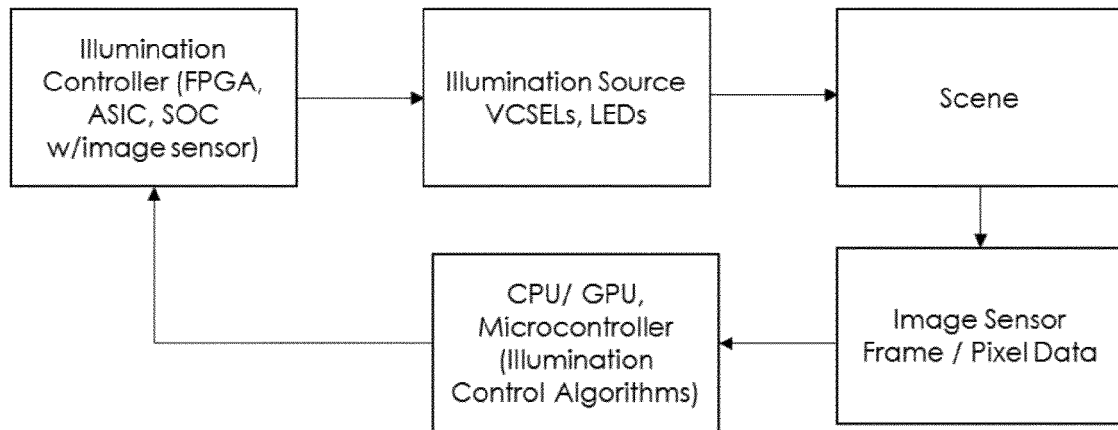 Illumination
Controller (FPGA,
ASIC, SOC
w/image sensor)
Illumination Source
VCSELs, LEDs
Scene
Image Sensor
Frame / Pixel Data
CPU/ GPU,
Microcontroller
(Illumination
Control Algorithms)